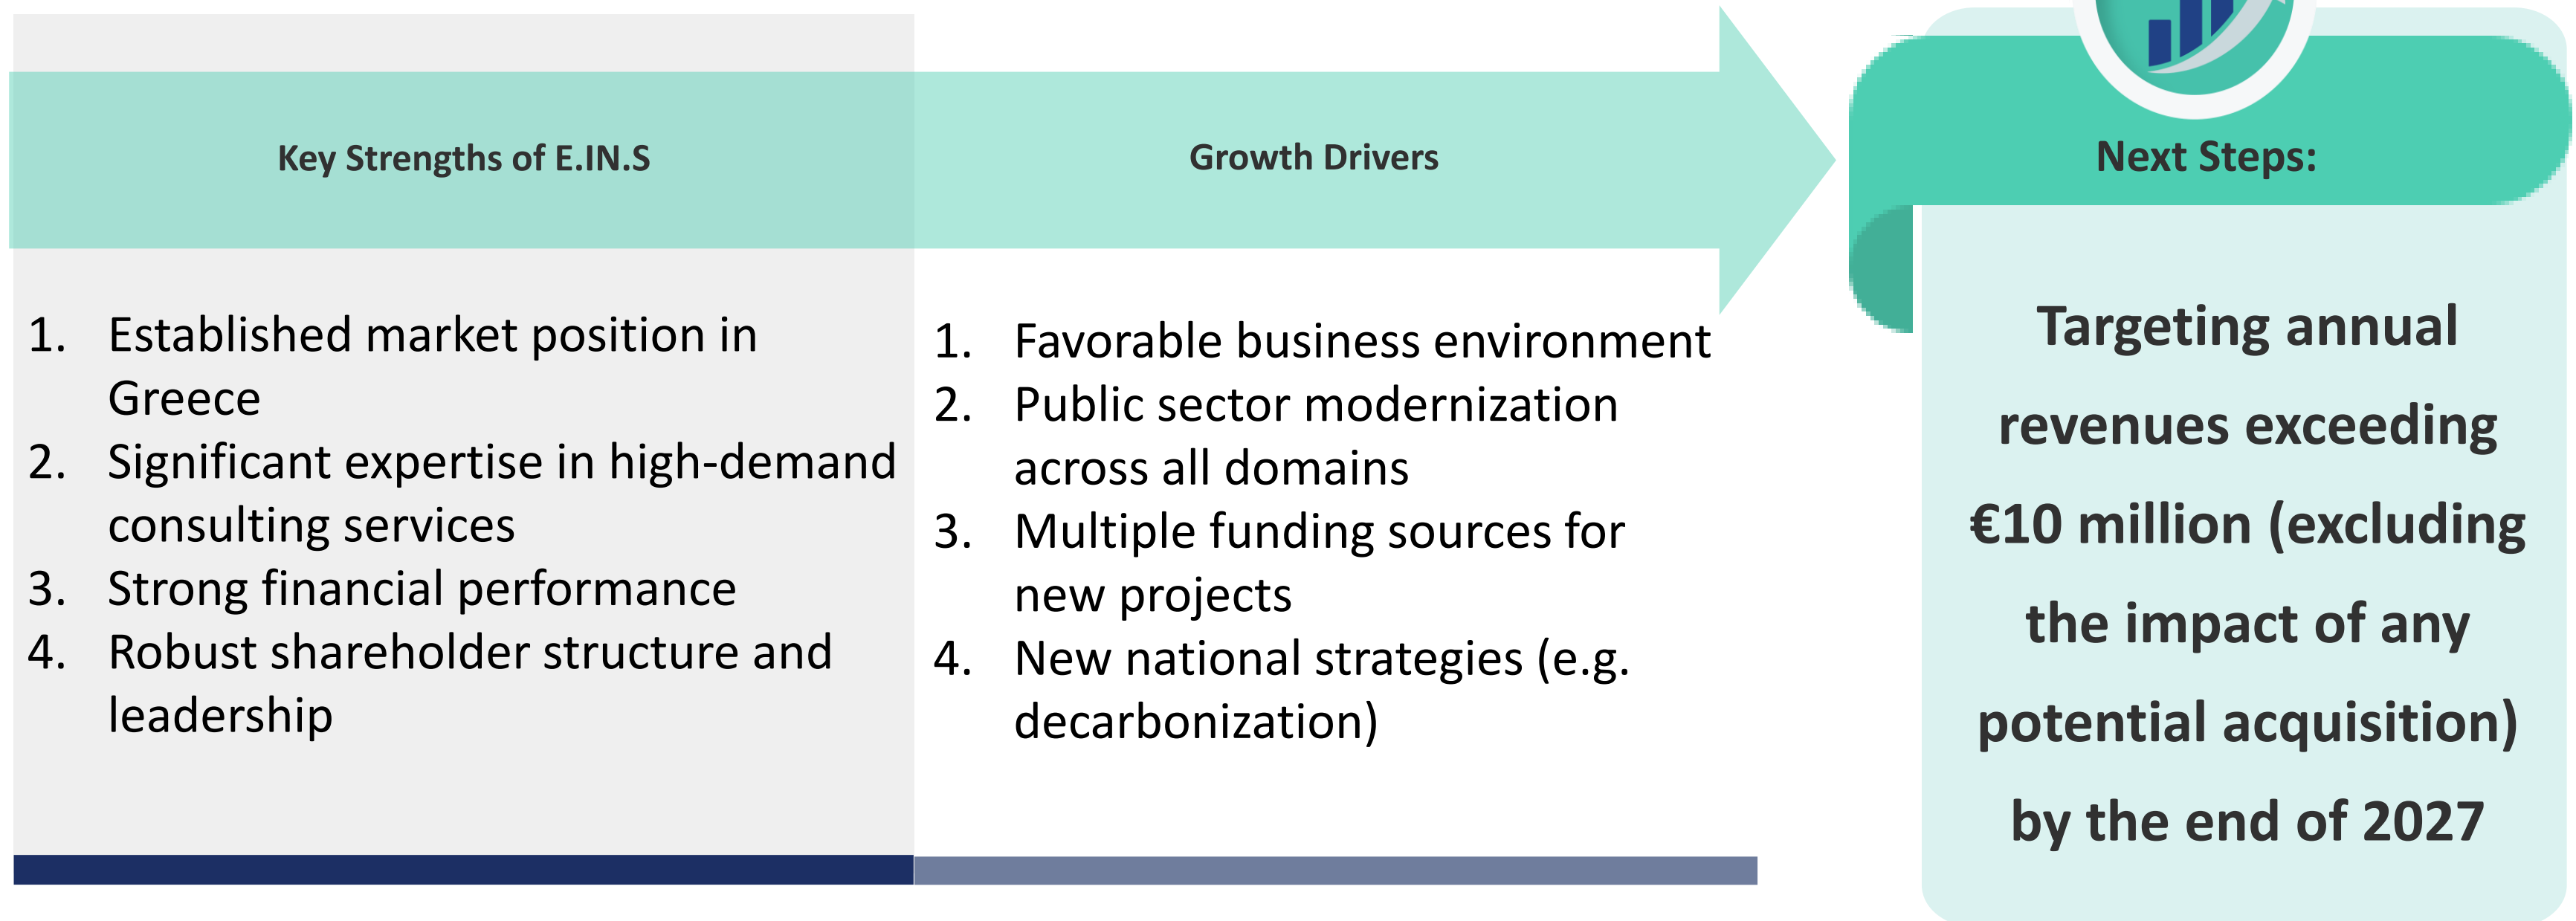 Key Strengths of E.IN.S
1. Established market position in
Greece
2. Significant expertise in high-demand
consulting services
3. Strong financial performance
4. Robust shareholder structure and
leadership
Growth Drivers
1. Favorable business environment
2. Public sector modernization
across all domains
3. Multiple funding sources for
new projects
4. New national strategies (e.g.
decarbonization)
Next Steps:
Targeting annual
revenues exceeding
€10 million (excluding
the impact of any
potential acquisition)
by the end of 2027